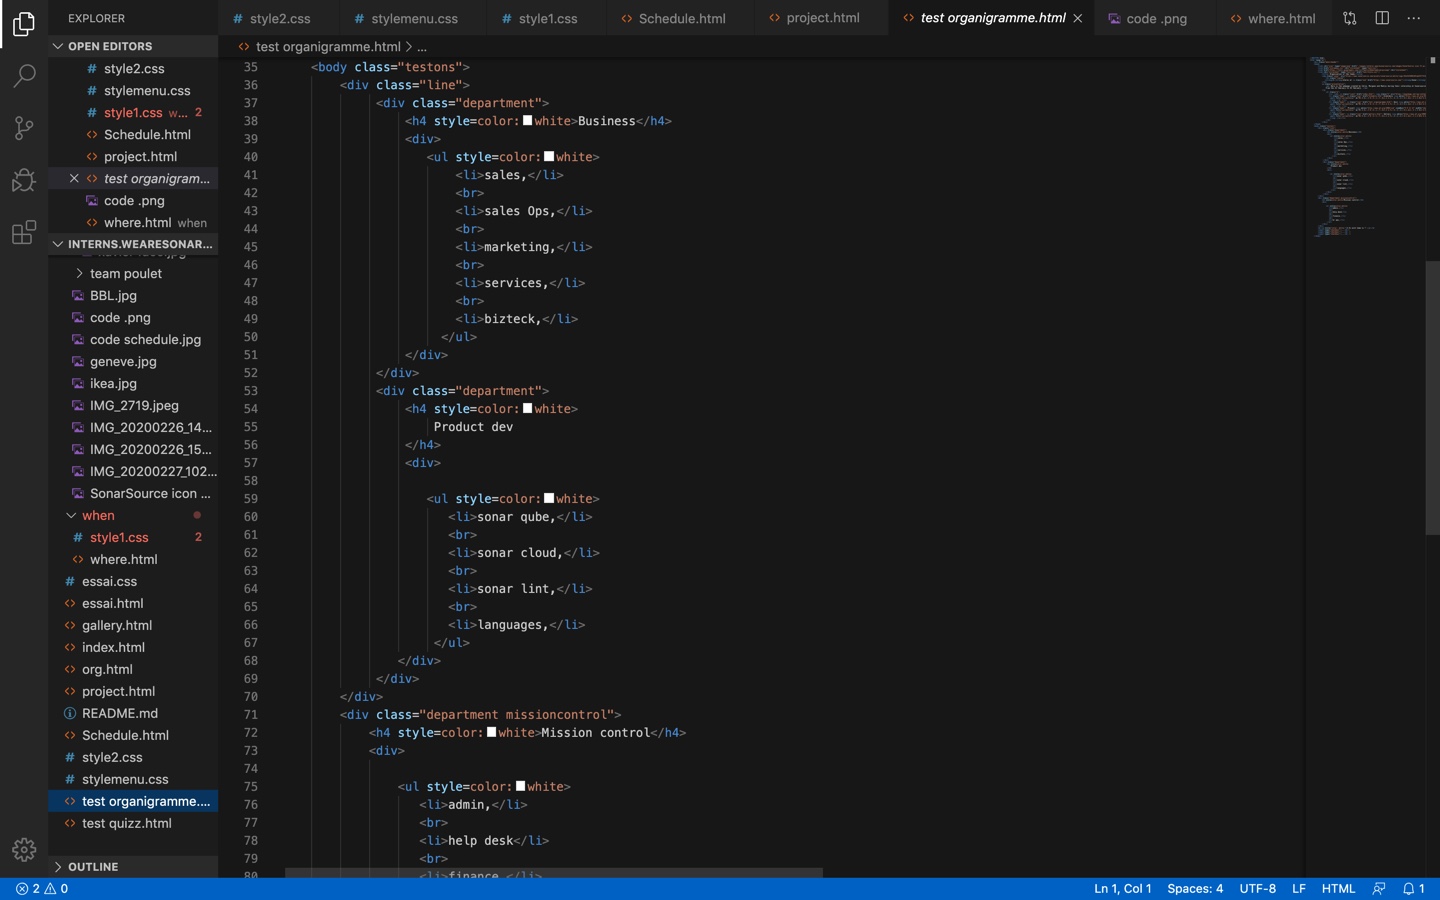 EXPLORER
style2.css
stylemenu.css
style1.css
Schedule.html
project.html
test organigramme.html
code .png
where.html
OPEN EDITORS
style2.css
stylemenu.css
style1.css w... 2
Schedule.html
project.html
test organigram...
code .png
where.html when
INTERNS.WEARESONAR...
team poulet
BBL.jpg
code .png
code schedule.jpg
geneve.jpg
ikea.jpg
IMG_2719.jpeg
IMG_20200226_14...
IMG_20200226_15...
IMG_20200227_102...
SonarSource icon ...
when
style1.css 2
where.html
essai.css
essai.html
gallery.html
index.html
org.html
project.html
README.md
Schedule.html
style2.css
stylemenu.css
test organigramme....
test quizz.html
OUTLINE
test organigramme.html > ...
35 <body class="testons">
36 <div class="line">
37 <div class="department">
38 <h4 style=color:white>Business</h4>
39 <div>
40 <ul style=color:white>
41 <li>sales,</li>
42 <br>
43 <li>sales Ops,</li>
44 <br>
45 <li>marketing,</li>
46 <br>
47 <li>services,</li>
48 <br>
49 <li>bizteck,</li>
50 </ul>
51 </div>
52 </div>
53 <div class="department">
54 <h4 style=color:white>
55 Product dev
56 </h4>
57 <div>
58
59 <ul style=color:white>
60 <li>sonar qube,</li>
61 <br>
62 <li>sonar cloud,</li>
63 <br>
64 <li>sonar lint,</li>
65 <br>
66 <li>languages,</li>
67 </ul>
68 </div>
69 </div>
70 </div>
71 <div class="department missioncontrol">
72 <h4 style=color:white>Mission control</h4>
73 <div>
74
75 <ul style=color:white>
76 <li>admin,</li>
77 <br>
78 <li>help desk</li>
79 <br>
80 <li>finance,</li>
2 0
Ln 1, Col 1 Spaces: 4 UTF-8 LF HTML 1